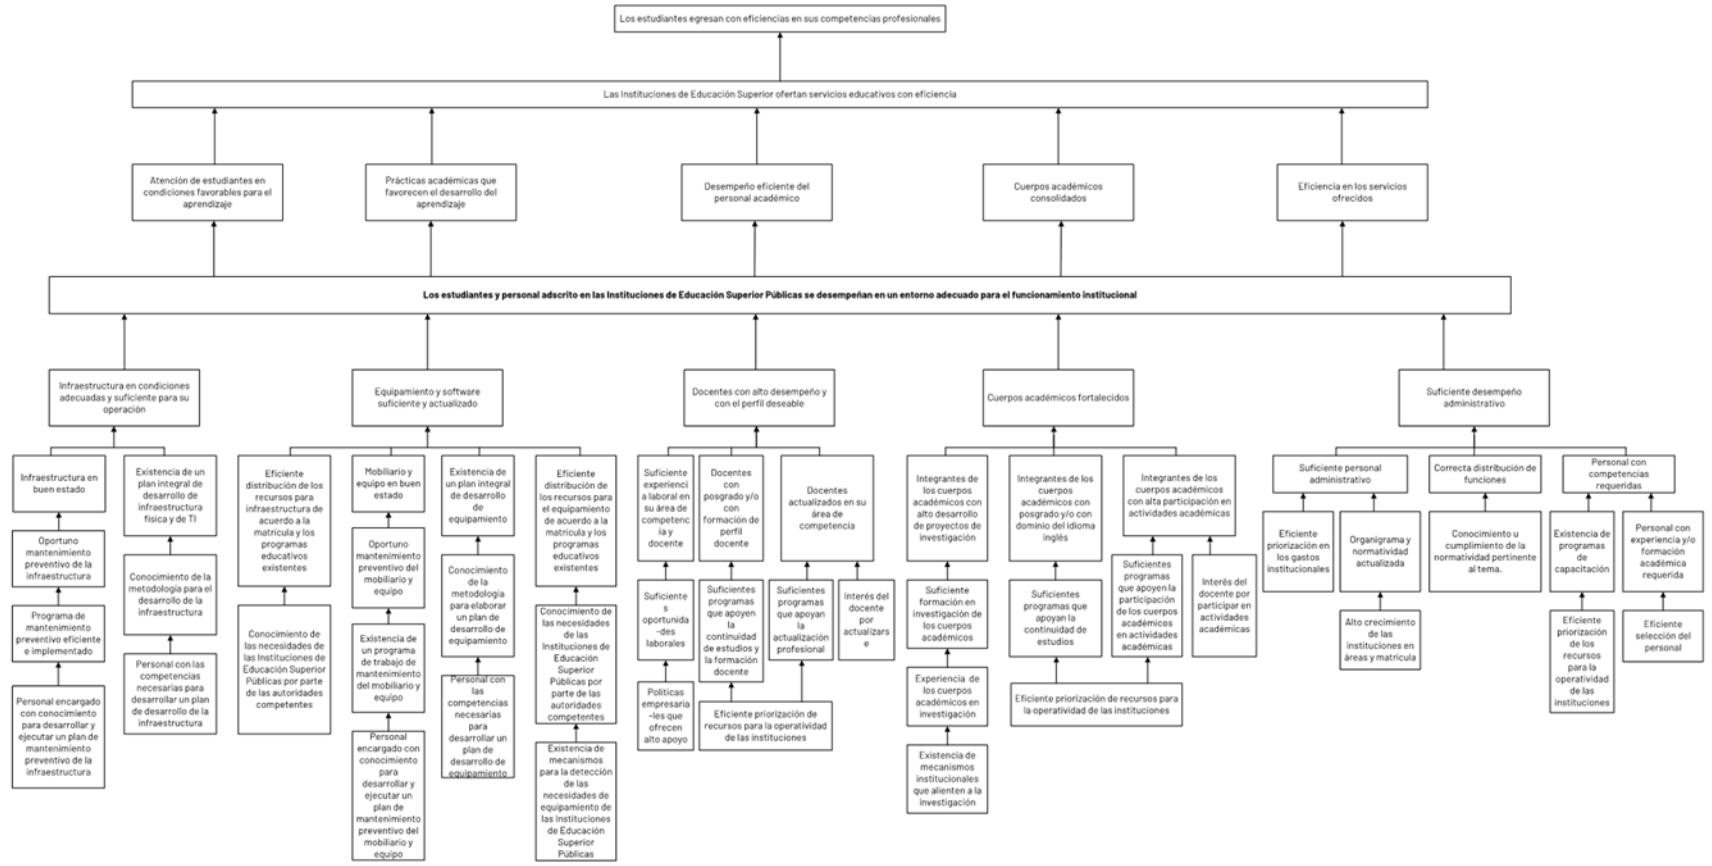 Los estudiantes egresan con eficiencias en sus competencias profesionales
Las Instituciones de Educación Superior ofertan servicios educativos con eficiencia
Atención de estudiantes en
condiciones favorables para el
aprendizaje
Prácticas académicas que
favorecen el desarrollo del
aprendizaje
Desempeño eficiente del
personal académico
Cuerpos académicos
consolidados
Eficiencia en los servicios
ofrecidos
Los estudiantes y personal adscrito en las Instituciones de Educación Superior Públicas se desempeñan en un entorno adecuado para el funcionamiento institucional
Infraestructura en condiciones
adecuadas y suficiente para su
operación
Equipamiento y software
suficiente y actualizado
Docentes con alto desempeño y
con el perfil deseable
Cuerpos académicos fortalecidos
Suficiente desempeño
administrativo
Infraestructura en
buen estado
Oportuno
mantenimiento
preventivo de la
infraestructura
Programa de
mantenimiento
preventivo eficiente
e implementado
Personal encargado
con conocimiento
para desarrollar y
ejecutar un plan de
mantenimiento
preventivo de la
infraestructura
Existencia de un
plan integral de
desarrollo de
infraestructura
física y de TI
Conocimiento de la
metodología para el
desarrollo de la
infraestructura
Personal con las
competencias
necesarias para
desarrollar un plan
de desarrollo de la
infraestructura
Eficiente
distribución de los
recursos para
infraestructura de
acuerdo a la
matrícula y los
programas
educativos
existentes
Conocimiento de
las necesidades de
las Instituciones de
Educación Superior
Públicas por parte
de las autoridades
competentes
Mobiliario y
equipo en buen
estado
Oportuno
mantenimiento
preventivo del
mobiliario y
equipo
Existencia de
un programa
de trabajo de
mantenimiento
del mobiliario y
equipo
Personal
encargado con
conocimiento
para
desarrollar y
ejecutar un
plan de
mantenimiento
preventivo del
mobiliario y
equipo
Existencia de
un plan integral
de desarrollo
de
equipamiento
Conocimiento
de la
metodología
para elaborar
un plan de
desarrollo de
equipamiento
Personal con
las
competencias
necesarias
para
desarrollar un
plan de
desarrollo de
equipamiento
Eficiente
distribución de
los recursos para
el equipamiento
de acuerdo a la
matrícula y los
programas
educativos
existentes
Conocimiento de
las necesidades
de las
Instituciones de
Educación
Superior
Públicas por
parte de las
autoridades
competentes
Existencia de
mecanismos
para la detección
de las
necesidades de
equipamiento de
las Instituciones
de Educación
Superior
Públicas
Suficiente
experienci
a laboral en
su área de
competenc
ia y
docente
Suficiente
s
oportunida
-des
laborales
Políticas
empresaria
-les que
ofrecen
alto apoyo
Docentes
con
posgrado y/o
con
formación de
perfil
docente
Suficientes
programas
que apoyen
la
continuidad
de estudios y
la formación
docente
Docentes
actualizados en su
área de
competencia
Suficientes
programas
que apoyan
la
actualización
profesional
Interés del
docente
por
actualizars
e
Eficiente priorización de
recursos para la operatividad
de las instituciones
Integrantes de
los cuerpos
académicos con
alto desarrollo
de proyectos de
investigación
Suficiente
formación en
investigación de
los cuerpos
académicos
Experiencia de
los cuerpos
académicos en
investigación
Existencia de
mecanismos
institucionales
que alienten a la
investigación
Integrantes de
los cuerpos
académicos con
posgrado y/o con
dominio del idioma
inglés
Suficientes
programas que
apoyan la
continuidad de
estudios
Integrantes de los
cuerpos académicos
con alta participación en
actividades académicas
Suficientes
programas
que apoyen la
participación
de los cuerpos
académicos
en actividades
académicas
Interés del
docente por
participar en
actividades
académicas
Eficiente priorización de recursos para
la operatividad de las instituciones
Suficiente personal
administrativo
Eficiente
priorización en
los gastos
institucionales
Organigrama y
normatividad
actualizada
Alto crecimiento
de las
instituciones en
áreas y matrícula
Correcta distribución de
funciones
Conocimiento u
cumplimiento de la
normatividad pertinente
al tema.
Personal con
competencias
requeridas
Existencia de
programas
de
capacitación
Eficiente
priorización
de los
recursos
para la
operatividad
de las
instituciones
Personal con
experiencia y/o
formación
académica
requerida
Eficiente
selección del
personal